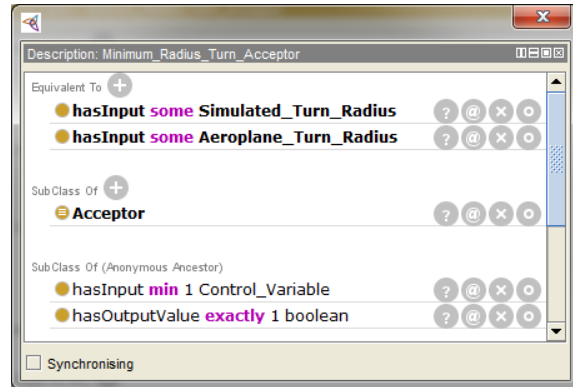 Description: Minimum_Radius_Turn_Acceptor
Equivalent To
hasInput some Simulated_Turn_Radius
hasInput some Aeroplane_Turn_Radius
SubClass Of
Acceptor
SubClass Of (Anonymous Ancestor)
hasInput min 1 Control_Variable
hasOutputValue exactly 1 boolean
Synchronising